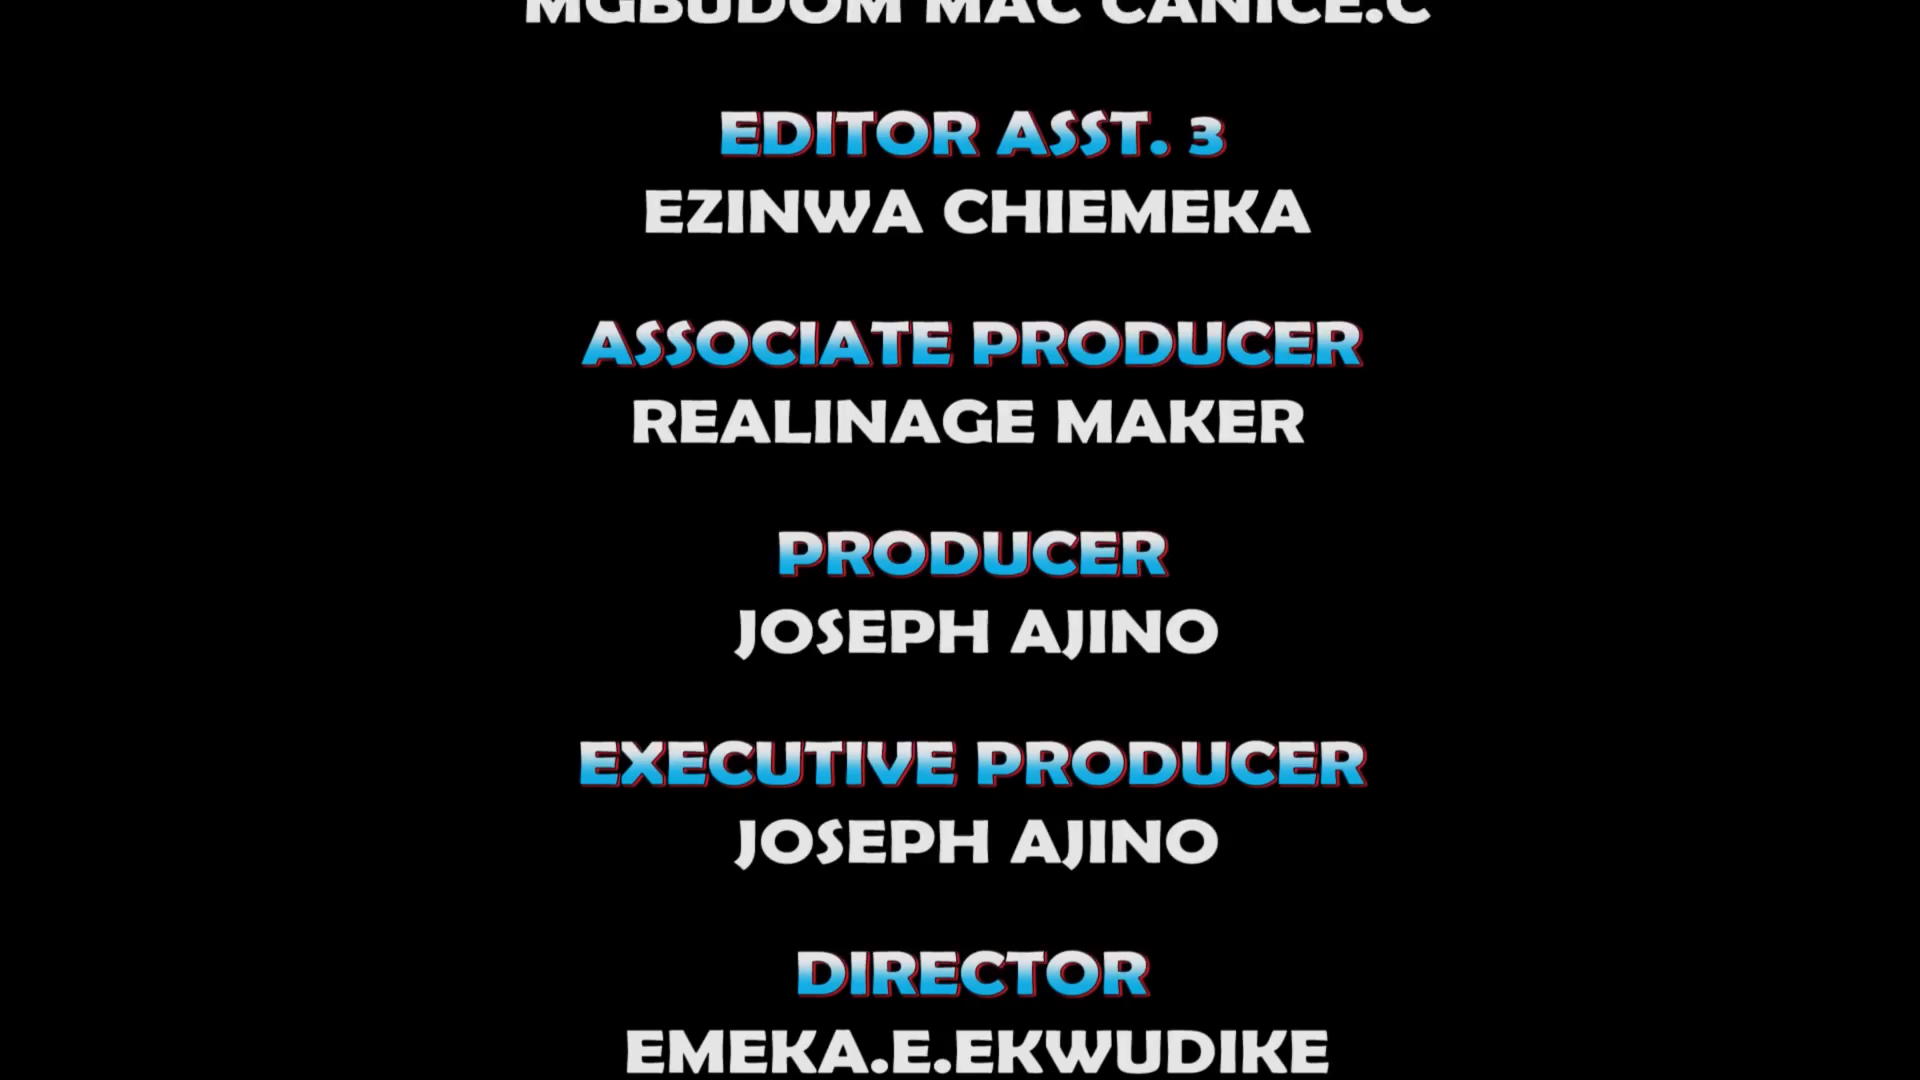 MGBUDOM MAC CANICE.C
EDITOR ASST. 3
EZINWA CHIEMEKA
ASSOCIATE PRODUCER
REALINAGE MAKER
PRODUCER
JOSEPH AJINO
EXECUTIVE PRODUCER
JOSEPH AJINO
DIRECTOR
EMEKA.E.EKWUDIKE